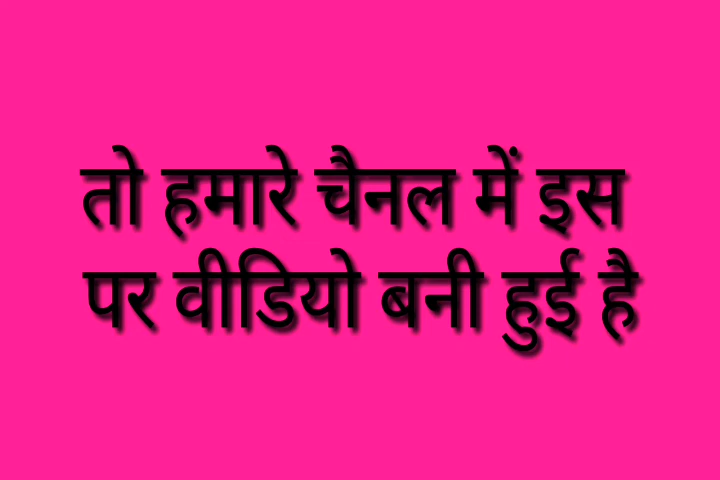 तो हमारे चैनल में इस
पर वीडियो बनी हुई है